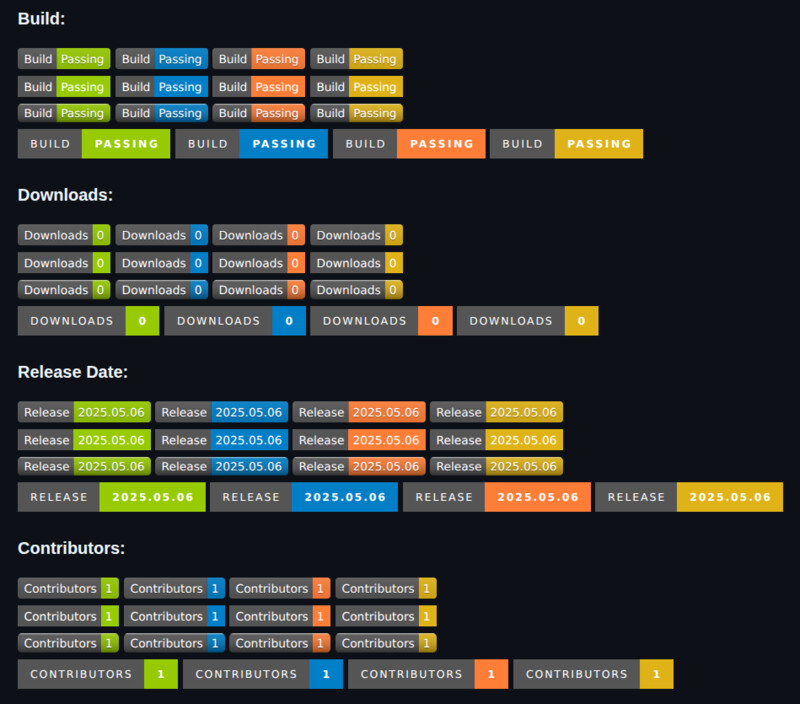 Build:
Build Passing Build Passing Build Passing Build Passing
Build Passing Build Passing Build Passing Build Passing
Build Passing Build Passing Build Passing Build Passing
BUILD PASSING BUILD PASSING BUILD PASSING BUILD PASSING
Downloads:
Downloads 0 Downloads 0 Downloads 0 Downloads 0
Downloads 0 Downloads 0 Downloads 0 Downloads 0
Downloads 0 Downloads 0 Downloads 0 Downloads 0
DOWNLOADS 0 DOWNLOADS 0 DOWNLOADS 0 DOWNLOADS 0
Release Date:
Release 2025.05.06 Release 2025.05.06 Release 2025.05.06 Release 2025.05.06
Release 2025.05.06 Release 2025.05.06 Release 2025.05.06 Release 2025.05.06
Release 2025.05.06 Release 2025.05.06 Release 2025.05.06 Release 2025.05.06
RELEASE 2025.05.06 RELEASE 2025.05.06 RELEASE 2025.05.06 RELEASE 2025.05.06
Contributors:
Contributors 1 Contributors 1 Contributors 1 Contributors 1
Contributors 1 Contributors 1 Contributors 1 Contributors 1
Contributors 1 Contributors 1 Contributors 1 Contributors 1
CONTRIBUTORS 1 CONTRIBUTORS 1 CONTRIBUTORS 1 CONTRIBUTORS 1